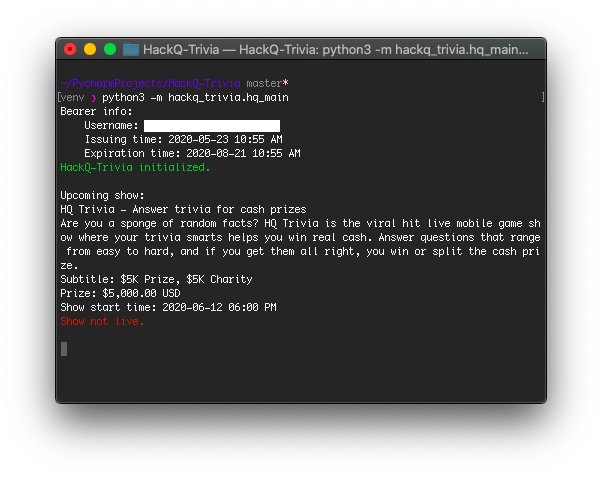 HackQ-Trivia — HackQ-Trivia: python3 -m hackq_trivia.hq_main...
~/PycharmProjects/HackQ-Trivia master*
[venv ❯ python3 -m hackq_trivia.hq_main ]
Bearer info:
Username:
Issuing time: 2020-05-23 10:55 AM
Expiration time: 2020-08-21 10:55 AM
HackQ-Trivia initialized.
Upcoming show:
HQ Trivia – Answer trivia for cash prizes
Are you a sponge of random facts? HQ Trivia is the viral hit live mobile game sh
ow where your trivia smarts helps you win real cash. Answer questions that range
from easy to hard, and if you get them all right, you win or split the cash pri
ze.
Subtitle: $5K Prize, $5K Charity
Prize: $5,000.00 USD
Show start time: 2020-06-12 06:00 PM
Show not live.